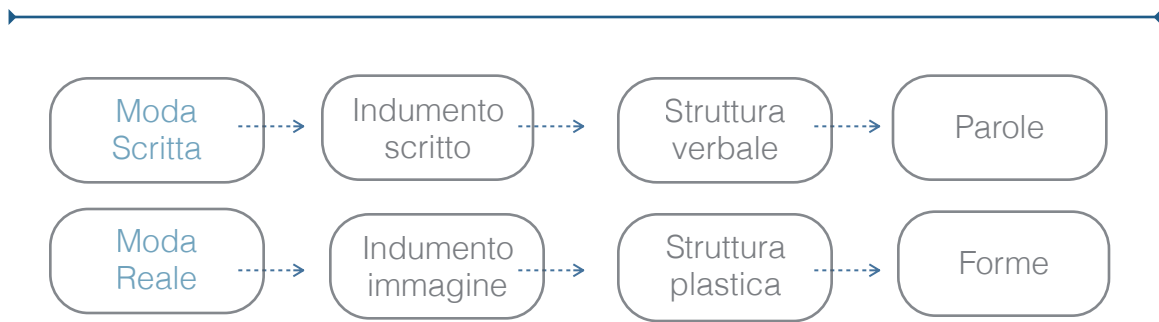 Moda
Scritta
Indumento
scritto
Struttura
verbale
Parole
Moda
Reale
Indumento
immagine
Struttura
plastica
Forme